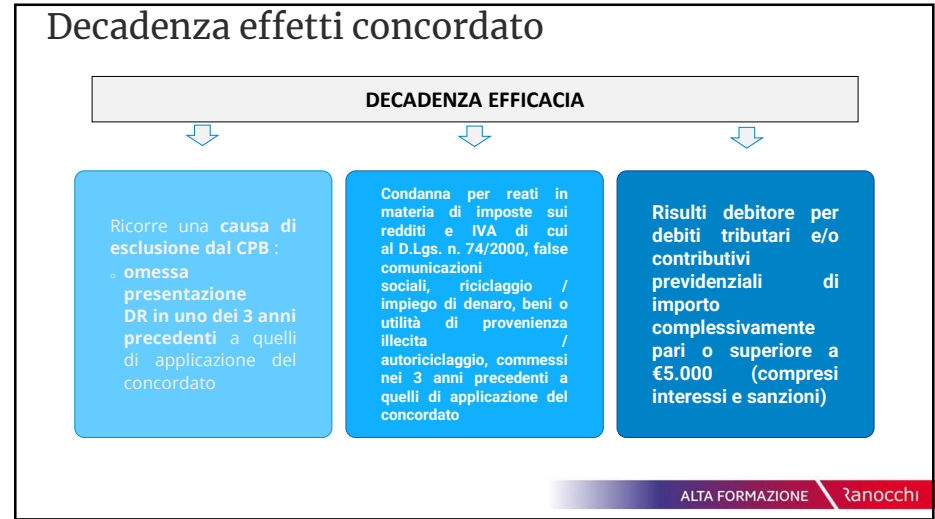 Decadenza effetti concordato
DECADENZA EFFICACIA
Ricorre una causa di
esclusione dal CPB :
o omessa
presentazione
DR in uno dei 3 anni
precedenti a quelli
di applicazione del
concordato
Condanna per reati in
materia di imposte sui
redditi e IVA di cui
al D.Lgs. n. 74/2000, false
comunicazioni
sociali, riciclaggio /
impiego di denaro, beni o
utilità di provenienza
illecita /
autoriciclaggio, commessi
nei 3 anni precedenti a
quelli di applicazione del
concordato
Risulti debitore per
debiti tributari e/o
contributivi
previdenziali di
importo
complessivamente
pari o superiore a
€5.000 (compresi
interessi e sanzioni)
ALTA FORMAZIONE Ranocchi